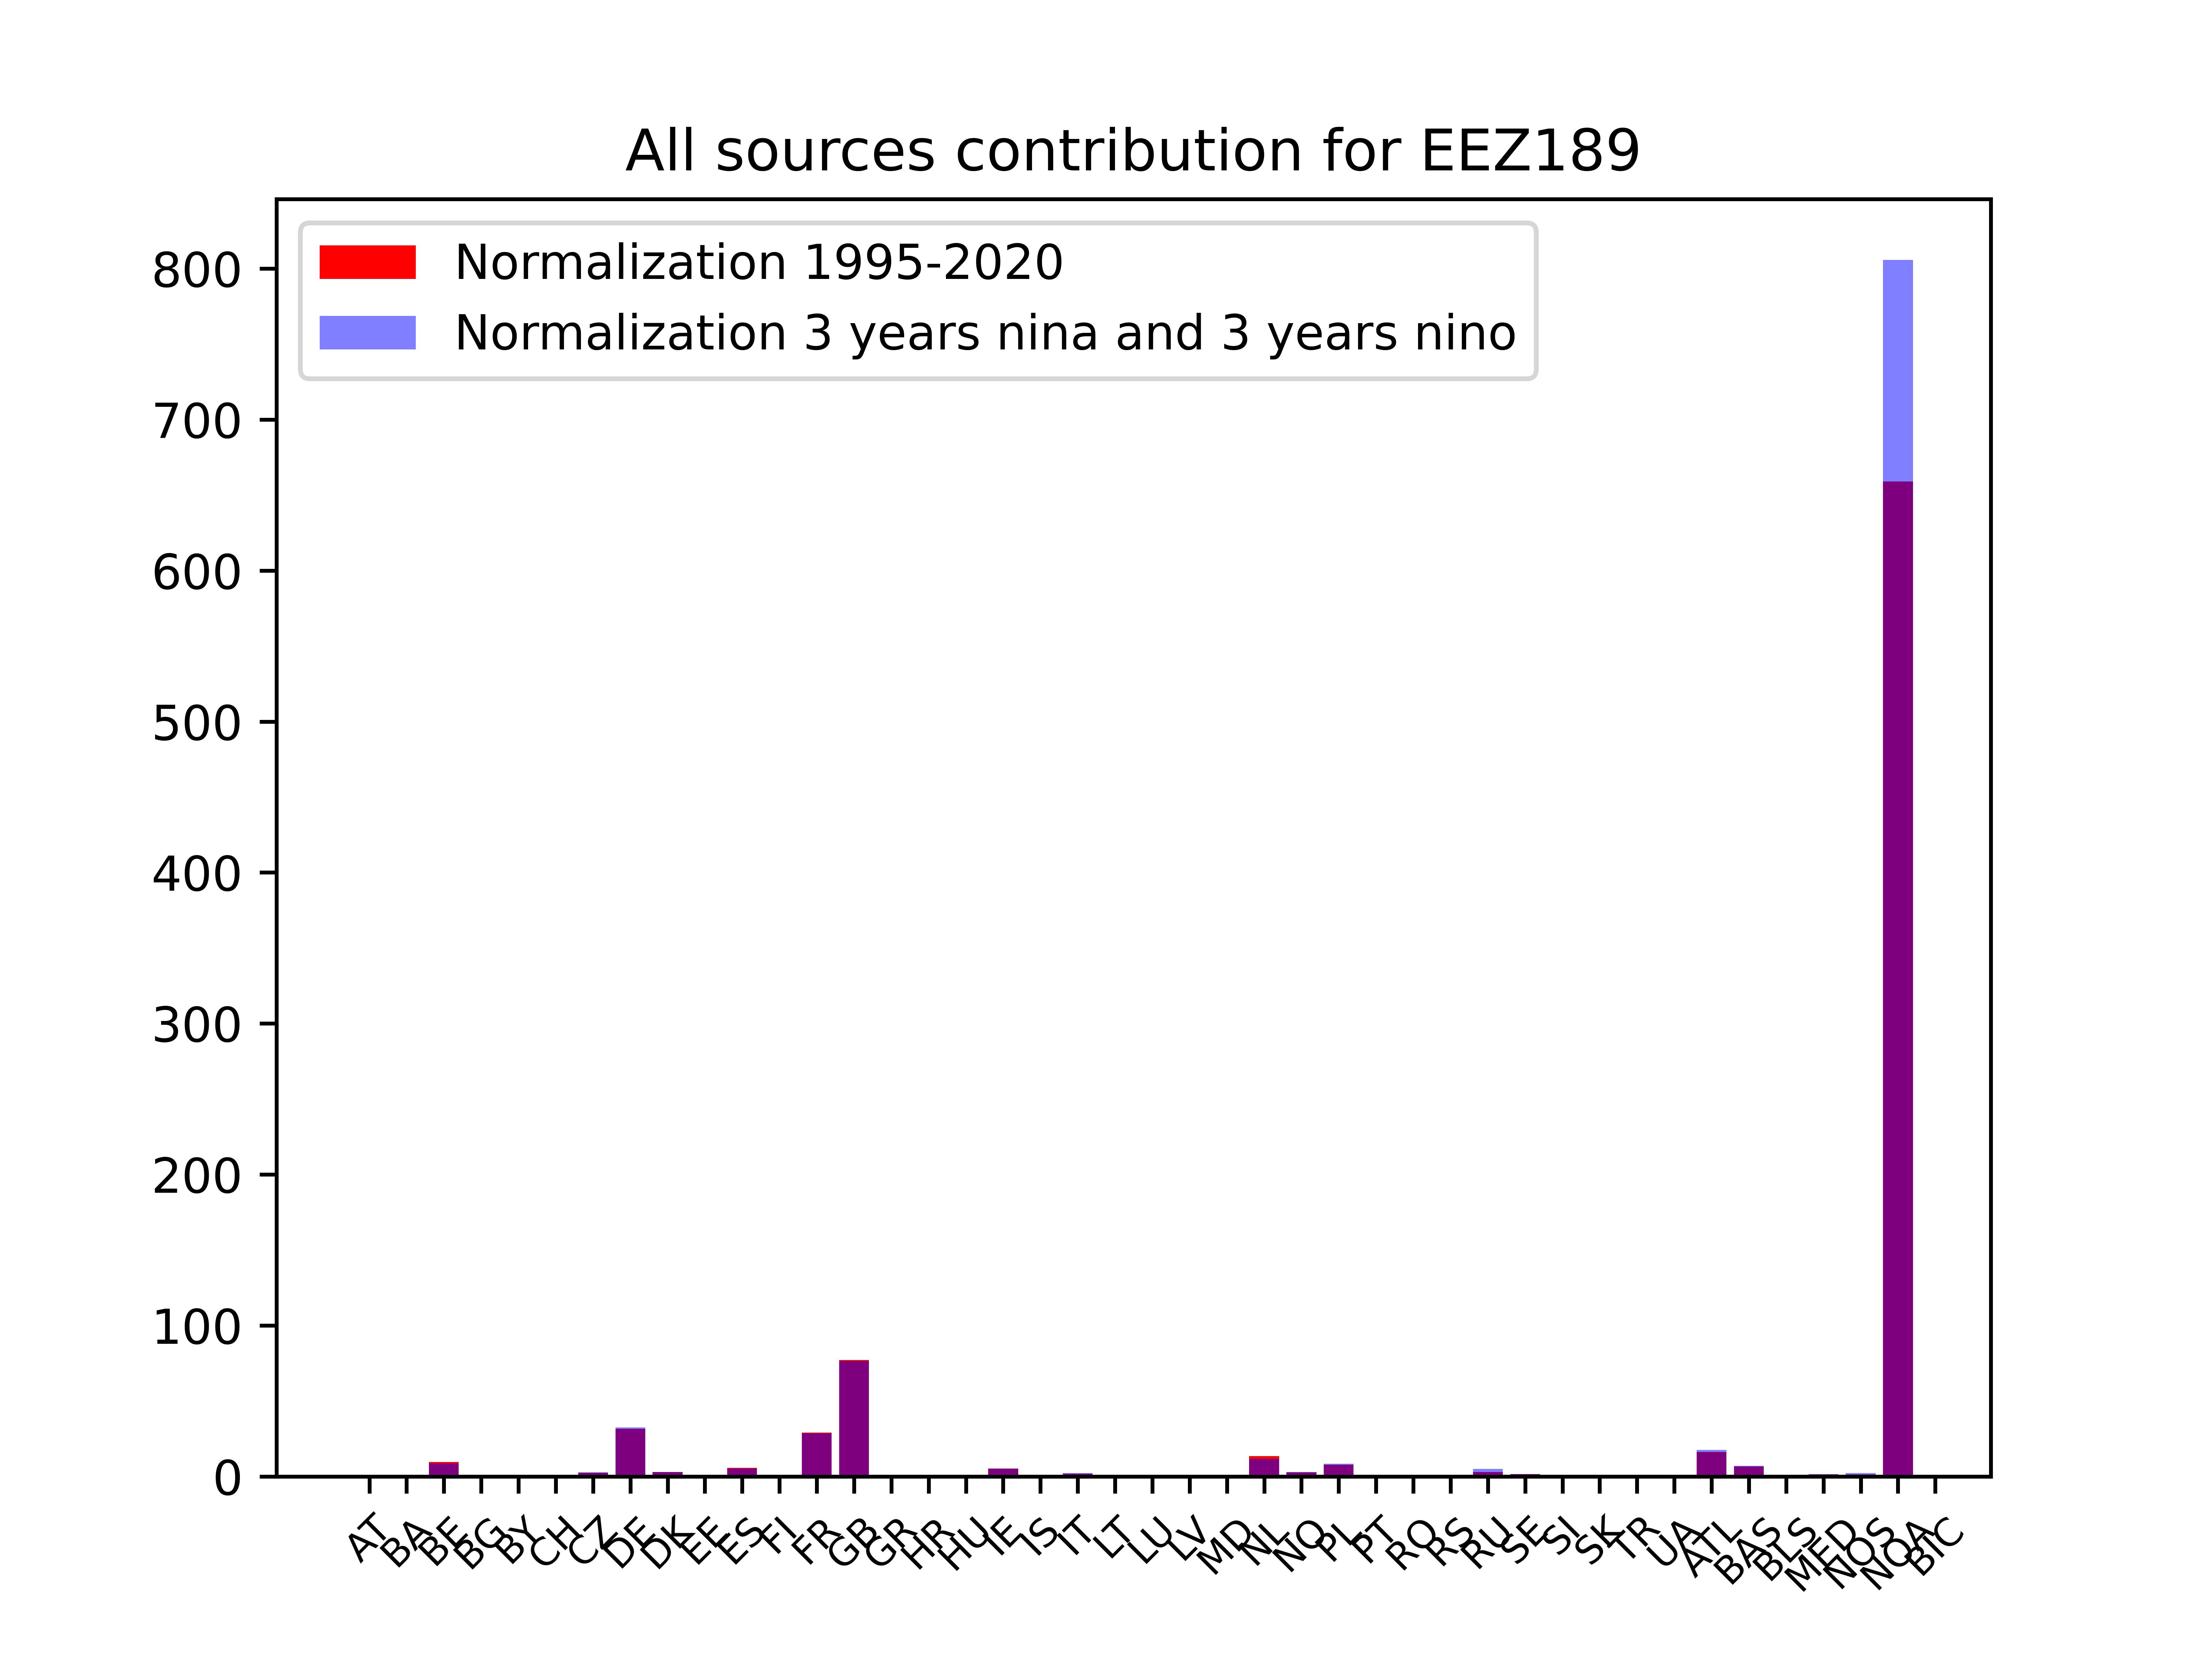 All sources contribution for EEZ189
Normalization 1995-2020
Normalization 3 years nina and 3 years nino
800
700
600
500
400
300
200
100
0
AT
BA
BE
BG
BY
CH
CZ
DE
DK
EE
ES
FI
FR
GB
GR
HR
HU
IE
IS
IT
LT
LU
LV
MD
NL
NO
PL
PT
RO
RS
RU
SE
SI
SK
TR
UA
ATL
BAS
BLS
MED
NOS
NOA
BIC